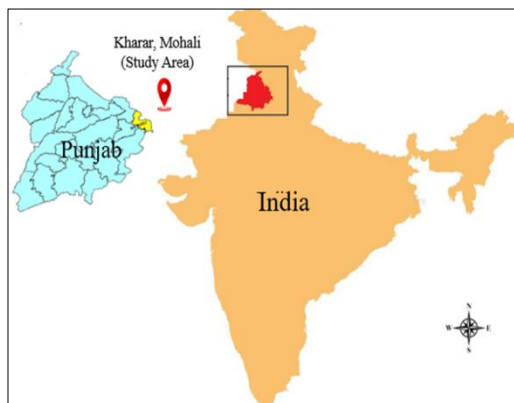 Kharar, Mohali
(Study Area)
Punjab
India
N
W
E
S